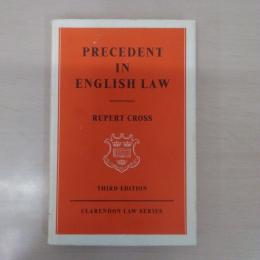 PRECEDENT
IN
ENGLISH LAW
RUPERT CROSS
THIRD EDITION
CLARENDON LAW SERIES